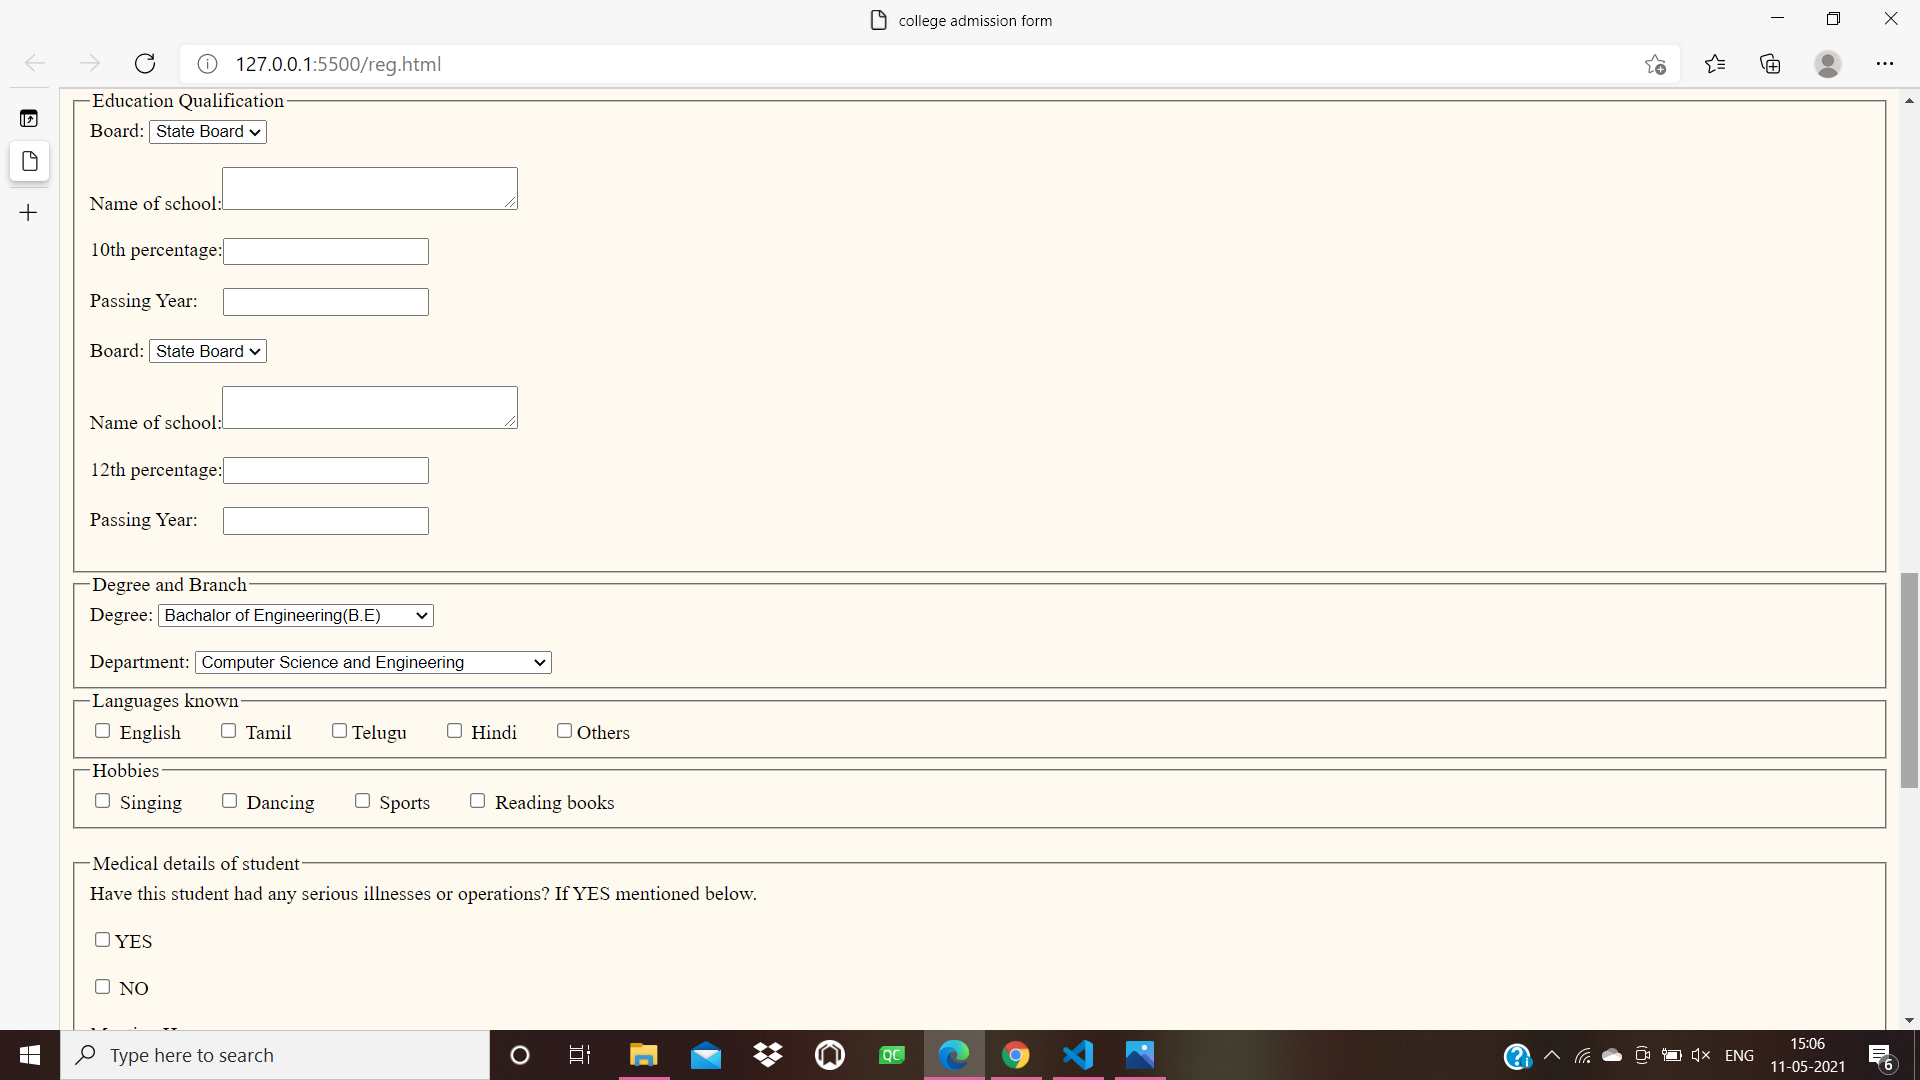 college admission form
127.0.0.1:5500/reg.html
Education Qualification
Board: State Board
Name of school:
10th percentage:
Passing Year:
Board: State Board
Name of school:
12th percentage:
Passing Year:
Degree and Branch
Degree: Bachalor of Engineering(B.E)
Department: Computer Science and Engineering
Languages known
English Tamil Telugu Hindi Others
Hobbies
Singing Dancing Sports Reading books
Medical details of student
Have this student had any serious illnesses or operations? If YES mentioned below.
YES
NO
Type here to search
QC
ENG
15:06
11-05-2021
6